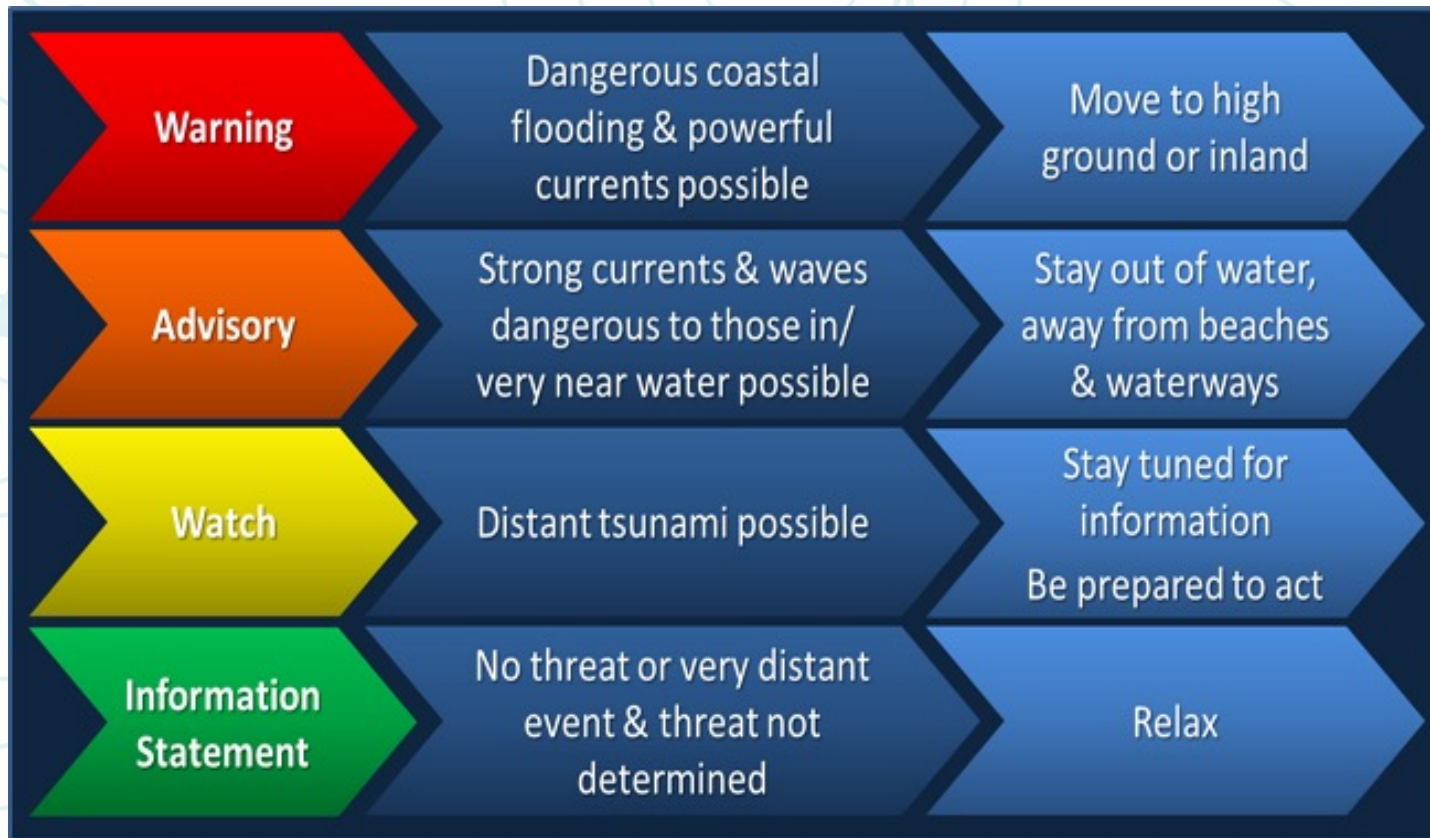 Warning
Dangerous coastal
flooding & powerful
currents possible
Move to high
ground or inland
Advisory
Strong currents & waves
dangerous to those in/
very near water possible
Stay out of water,
away from beaches
& waterways
Watch
Distant tsunami possible
Stay tuned for
information
Be prepared to act
Information
Statement
No threat or very distant
event & threat not
determined
Relax